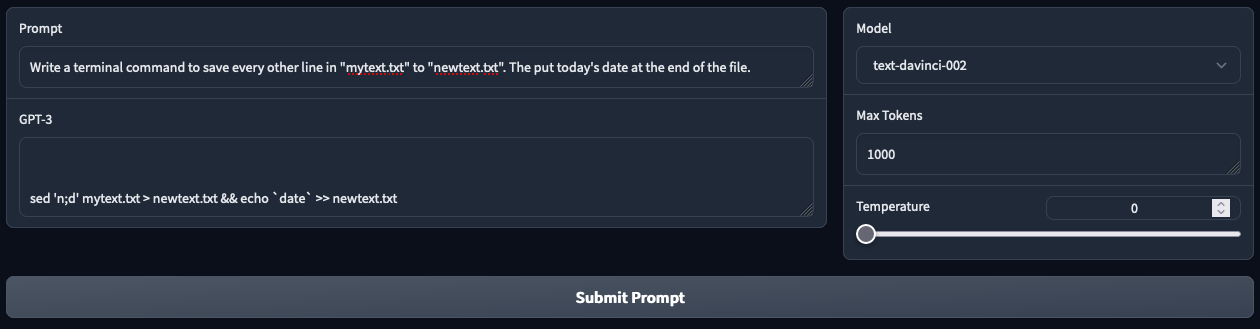 Prompt
Write a terminal command to save every other line in "mytext.txt" to "newtext.txt". The put today's date at the end of the file.
GPT-3
sed 'n;d' mytext.txt > newtext.txt && echo `date` >> newtext.txt
Model
text-davinci-002
Max Tokens
1000
Temperature
0
Submit Prompt